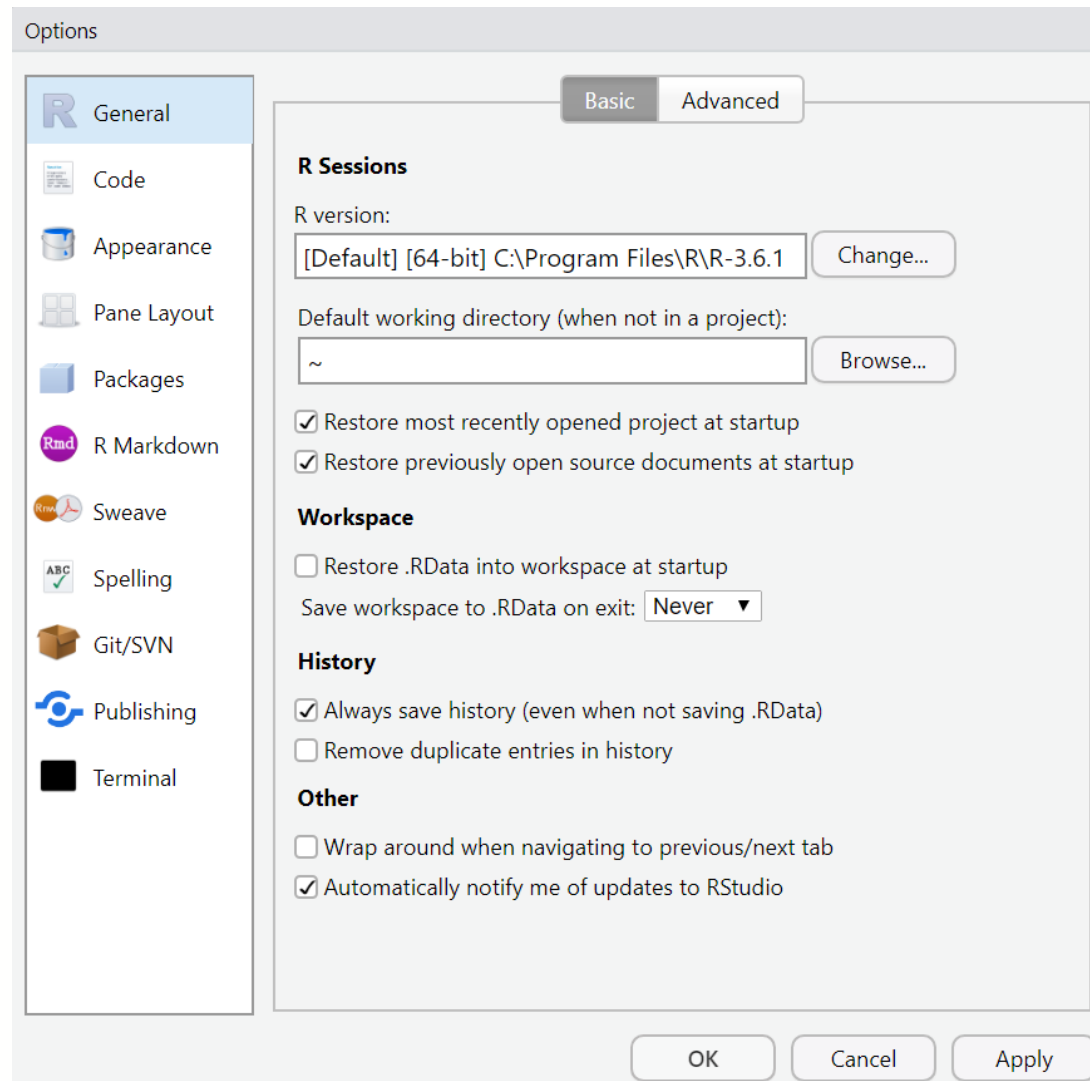 Options
General
Code
Appearance
Pane Layout
Packages
Rmd R Markdown
Rnw Sweave
ABC Spelling
Git/SVN
Publishing
Terminal
Basic Advanced
R Sessions
R version:
[Default] [64-bit] C:\Program Files\R\R-3.6.1 Change...
Default working directory (when not in a project):
~ Browse...
Restore most recently opened project at startup
Restore previously open source documents at startup
Workspace
Restore .RData into workspace at startup
Save workspace to .RData on exit: Never
History
Always save history (even when not saving .RData)
Remove duplicate entries in history
Other
Wrap around when navigating to previous/next tab
Automatically notify me of updates to RStudio
OK Cancel Apply